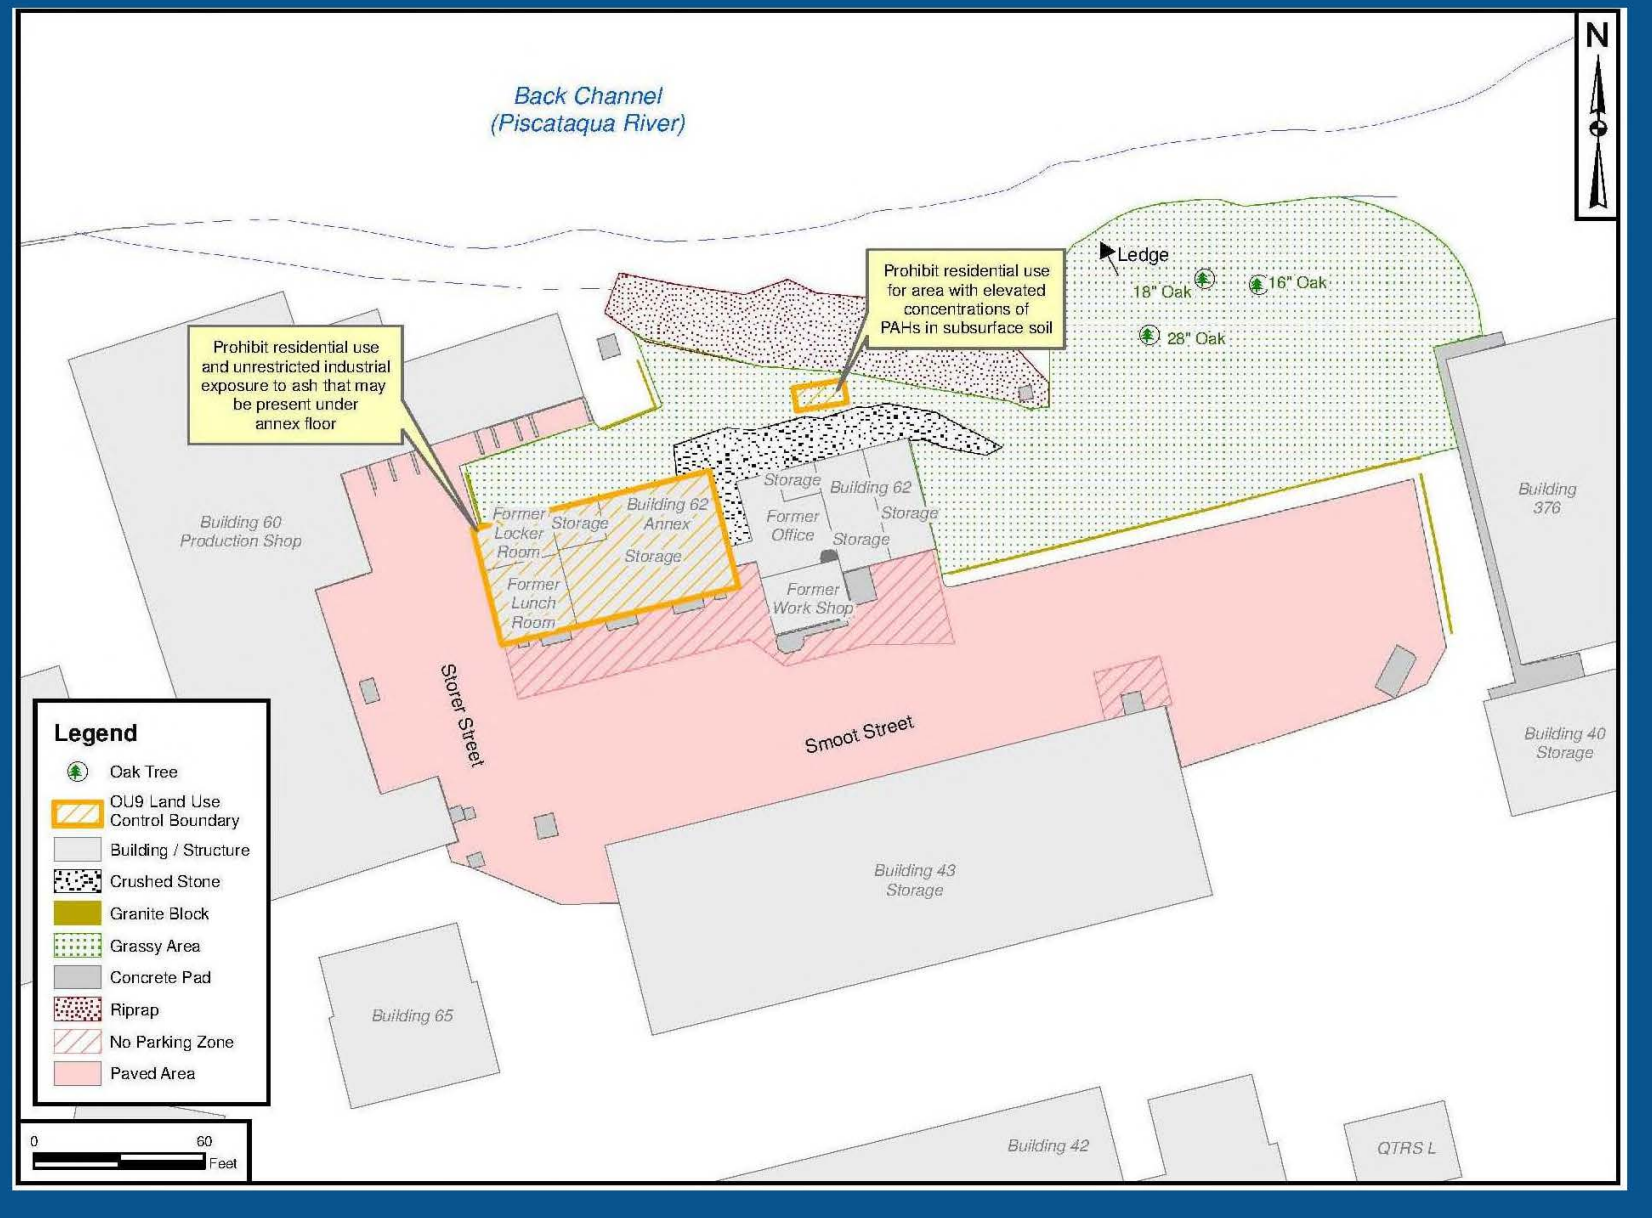 N
Back Channel
(Piscataqua River)
Ledge
18" Oak
16" Oak
28" Oak
Prohibit residential use
for area with elevated
concentrations of
PAHs in subsurface soil
Prohibit residential use
and unrestricted industrial
exposure to ash that may
be present under
annex floor
Building 60
Production Shop
Former
Locker
Room
Storage
Building 62
Annex
Storage
Former
Lunch
Room
Storage
Building 62
Former
Office
Storage
Storage
Former
Work Shop
Building
376
Storer Street
Smoot Street
Building 40
Storage
Building 43
Storage
Building 65
Building 42
QTRS L
Legend
Oak Tree
OU9 Land Use
Control Boundary
Building / Structure
Crushed Stone
Granite Block
Grassy Area
Concrete Pad
Riprap
No Parking Zone
Paved Area
0 60
Feet